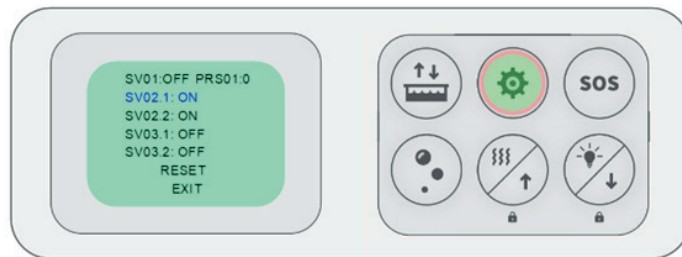 SV01:OFF PRS01:0
SV02.1: ON
SV02.2: ON
SV03.1: OFF
SV03.2: OFF
RESET
EXIT
SOS